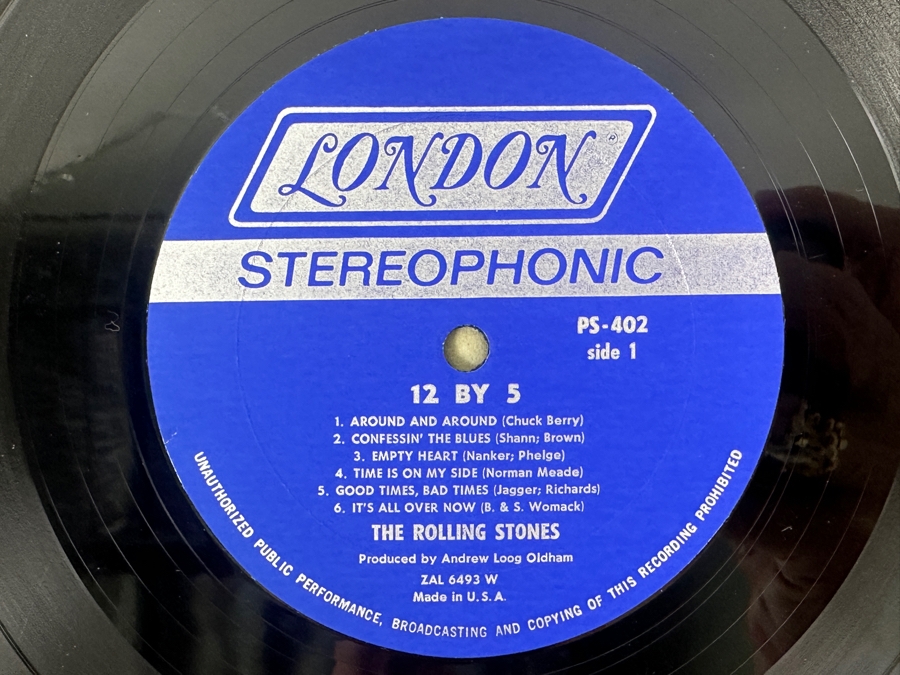 LONDON®
STEREOPHONIC
PS-402
side 1
12 BY 5
1. AROUND AND AROUND (Chuck Berry)
2. CONFESSIN' THE BLUES (Shann; Brown)
3. EMPTY HEART (Nanker; Phelge)
4. TIME IS ON MY SIDE (Norman Meade)
5. GOOD TIMES, BAD TIMES (Jagger; Richards)
6. IT'S ALL OVER NOW (B. & S. Womack)
THE ROLLING STONES
Produced by Andrew Loog Oldham
ZAL 6493 W
Made in U.S.A.
UNAUTHORIZED PUBLIC PERFORMANCE, BROADCASTING AND COPYING OF THIS RECORDING PROHIBITED